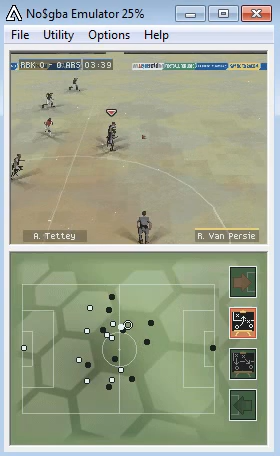 No$gba Emulator 25%
File Utility Options Help
RBK 0 - 0 ARS 03:39
A. Tettey R. Van Persie